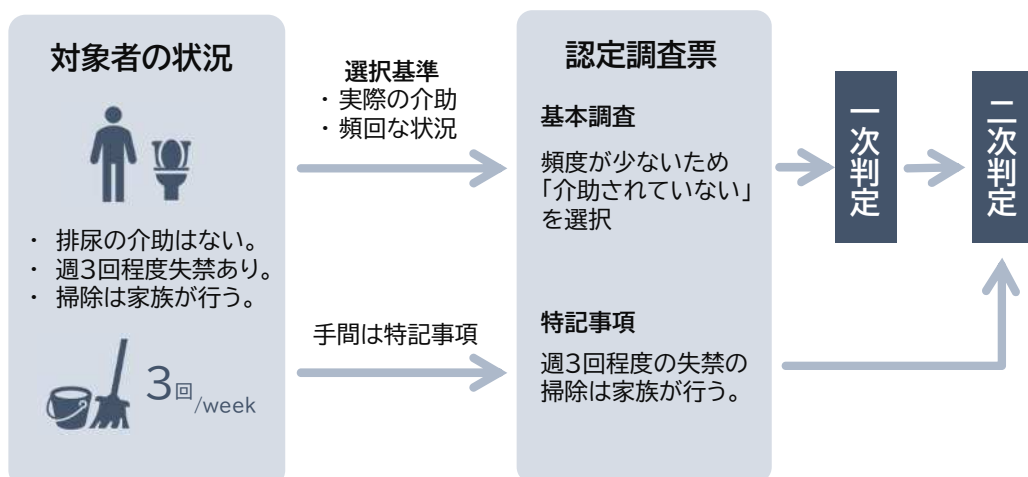 対象者の状況
・ 排尿の介助はない。
・ 週3回程度失禁あり。
・ 掃除は家族が行う。
3回/week
選択基準
・実際の介助
・頻回な状況
手間は特記事項
認定調査票
基本調査
頻度が少ないため
「介助されていない」
を選択
特記事項
週3回程度の失禁の
掃除は家族が行う。
一次判定
二次判定